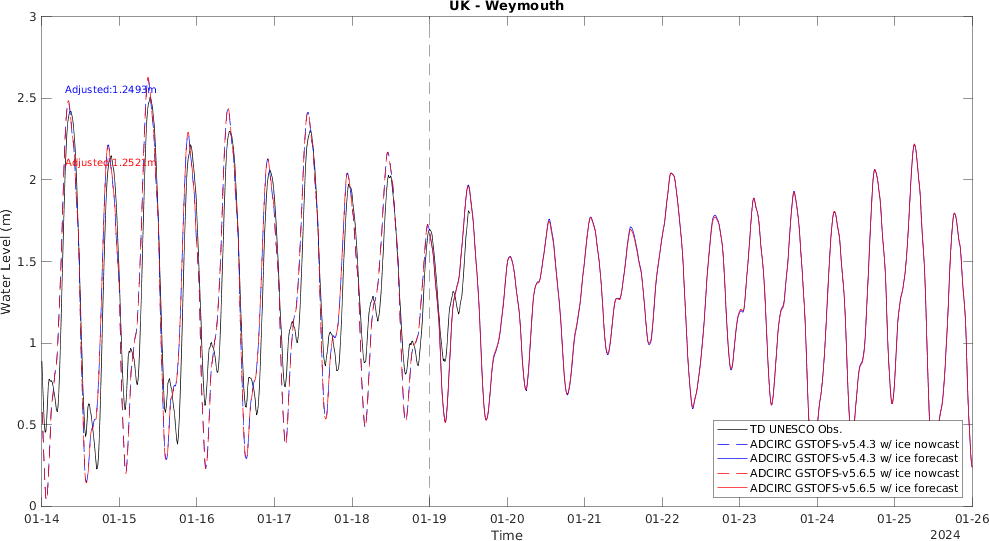 UK - Weymouth
3
2.5
2
1.5
1
0.5
0
Water Level (m)
Adjusted:1.2493m
Adjusted:1.2521m
TD UNESCO Obs.
ADCIRC GSTOFS-v5.4.3 w/ ice nowcast
ADCIRC GSTOFS-v5.4.3 w/ ice forecast
ADCIRC GSTOFS-v5.6.5 w/ ice nowcast
ADCIRC GSTOFS-v5.6.5 w/ ice forecast
01-14 01-15 01-16 01-17 01-18 01-19 01-20 01-21 01-22 01-23 01-24 01-25 01-26
Time
2024